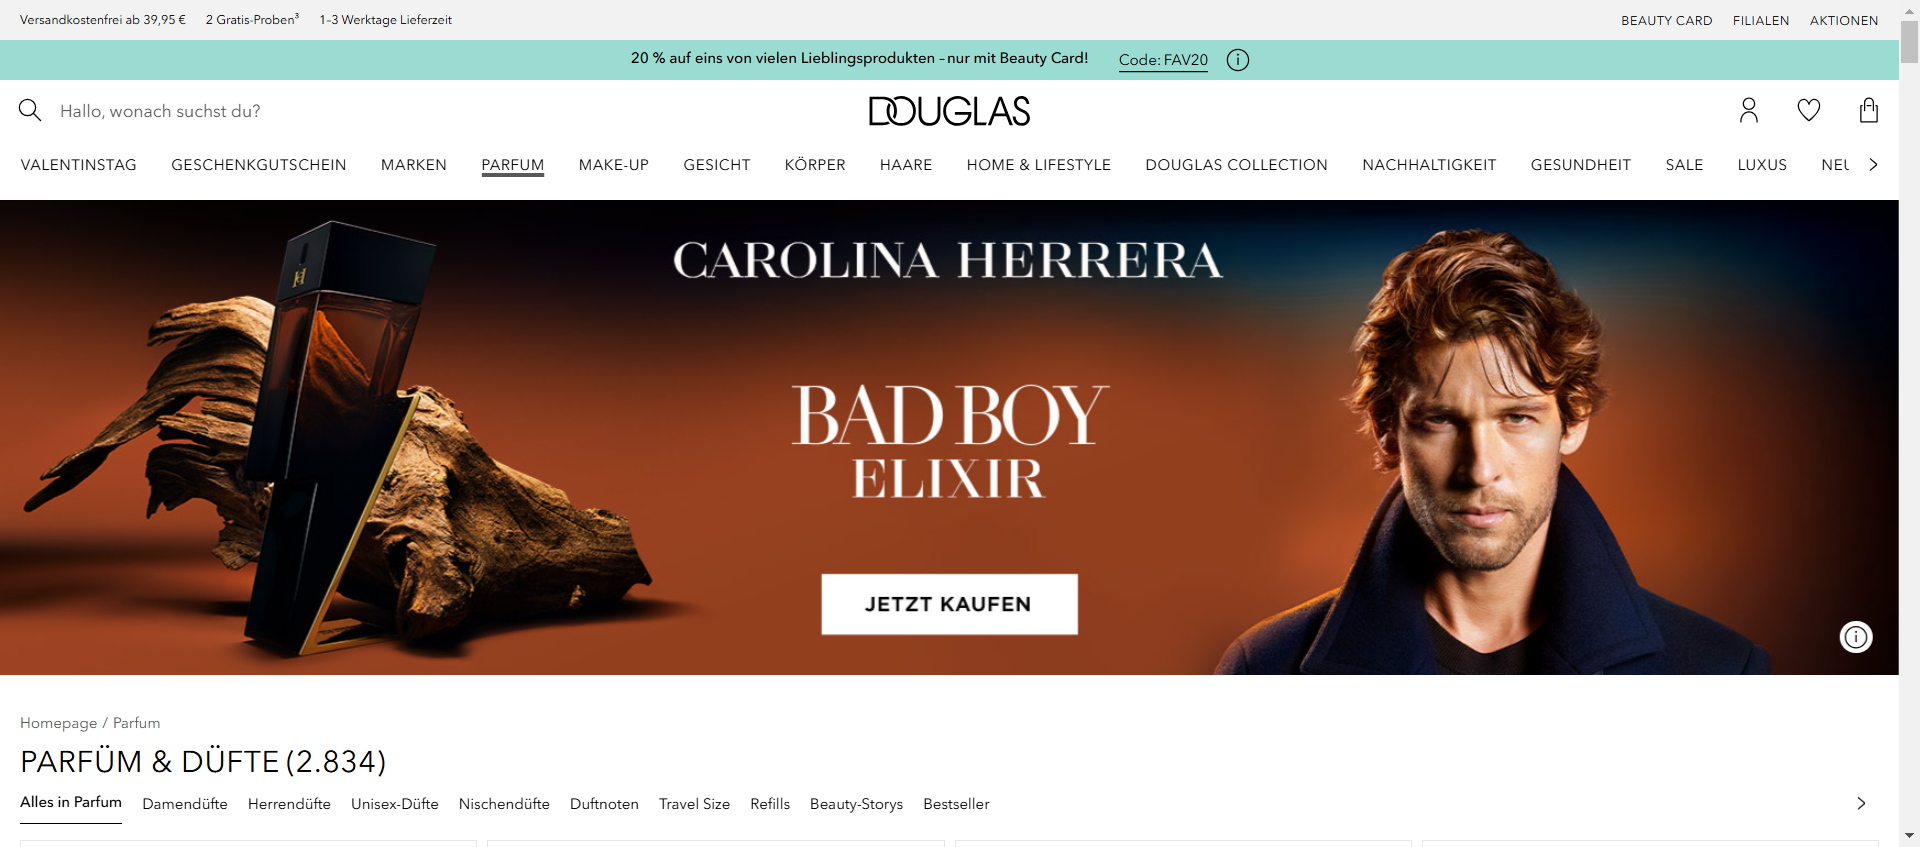 Versandkostenfrei ab 39,95 € 2 Gratis-Proben³ 1–3 Werktage Lieferzeit BEAUTY CARD FILIALEN AKTIONEN
20 % auf eins von vielen Lieblingsprodukten – nur mit Beauty Card! Code: FAV20
Hallo, wonach suchst du? DOUGLAS
VALENTINSTAG GESCHENKGUTSCHEIN MARKEN PARFUM MAKE-UP GESICHT KÖRPER HAARE HOME & LIFESTYLE DOUGLAS COLLECTION NACHHALTIGKEIT GESUNDHEIT SALE LUXUS NEU
CAROLINA HERRERA
BAD BOY
ELIXIR
JETZT KAUFEN
Homepage / Parfum
PARFÜM & DÜFTE (2.834)
Alles in Parfum Damendüfte Herrendüfte Unisex-Düfte Nischendüfte Duftnoten Travel Size Refills Beauty-Storys Bestseller